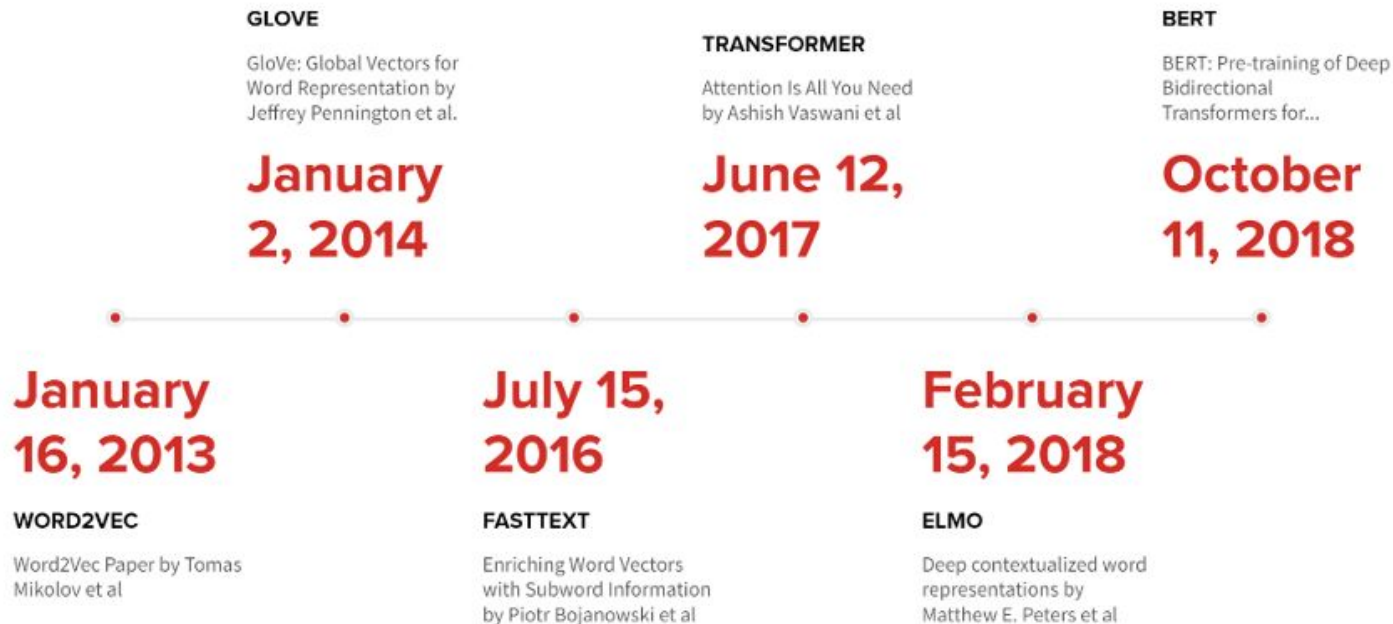 GLOVE
GloVe: Global Vectors for
Word Representation by
Jeffrey Pennington et al.
January
2, 2014
TRANSFORMER
Attention Is All You Need
by Ashish Vaswani et al
June 12,
2017
BERT
BERT: Pre-training of Deep
Bidirectional
Transformers for...
October
11, 2018
January
16, 2013
WORD2VEC
Word2Vec Paper by Tomas
Mikolov et al
July 15,
2016
FASTTEXT
Enriching Word Vectors
with Subword Information
by Piotr Bojanowski et al
February
15, 2018
ELMO
Deep contextualized word
representations by
Matthew E. Peters et al